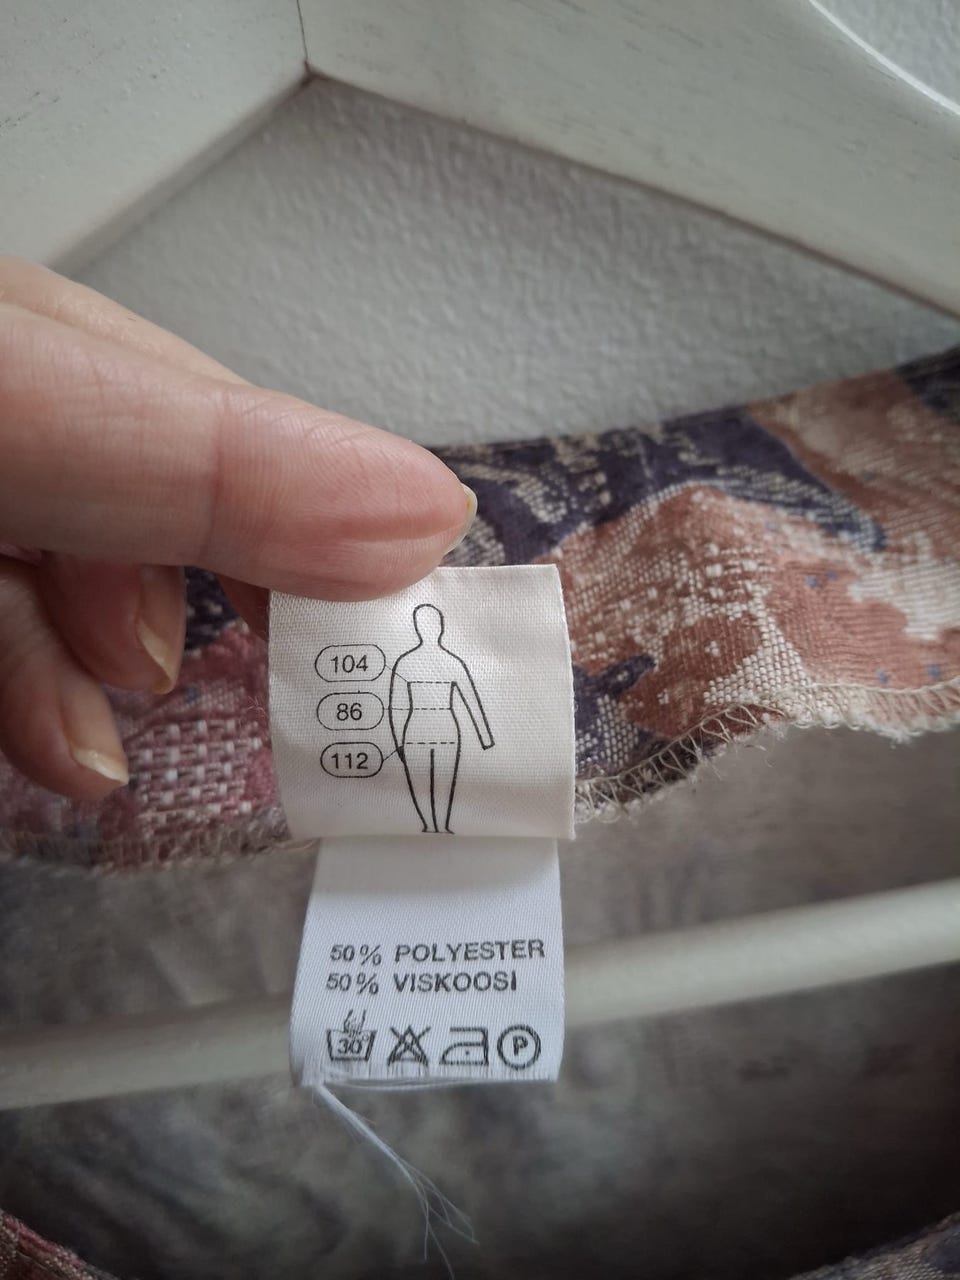 104
86
112
50% POLYESTER
50% VISKOOSI
30° P